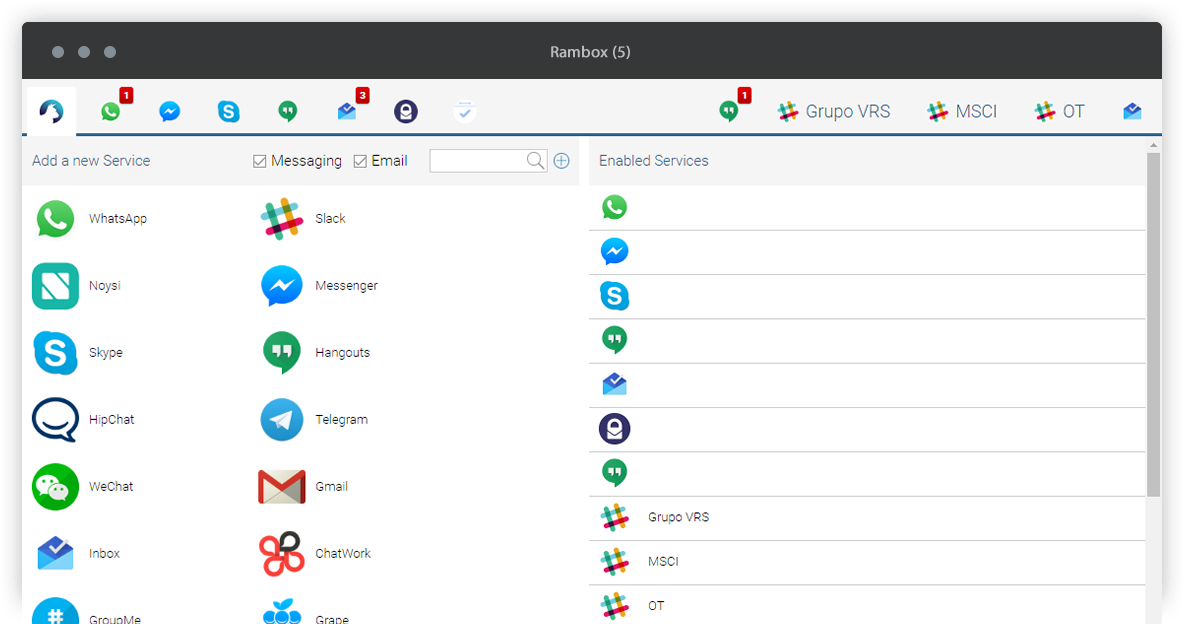 Rambox (5)
1
3
1
Grupo VRS
MSCI
OT
Add a new Service
Messaging
Email
Enabled Services
WhatsApp
Slack
Noysi
Messenger
Skype
Hangouts
HipChat
Telegram
WeChat
Gmail
Inbox
ChatWork
GroupMe
Grape
Grupo VRS
MSCI
OT